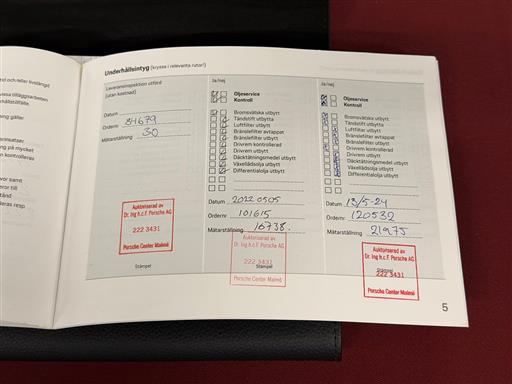 Underhållsintyg (kryssa i relevanta rutor!)
Leveransinspektion utförd
(utan kostnad)
Datum
Ordernr 84679
Mätarställning 30
Auktoriserad av
Dr. Ing h.c.F. Porsche AG
222 3431
Porsche Center Malmö
Stämpel
Ja/nej
Oljeservice
Kontroll
Bromsvätska utbytt
Tändstift utbytta
Luftfilter utbytt
Bränslefilter avtappat
Bränslefilter utbytt
Drivrem kontrollerad
Drivrem utbytt
Däcktätningsmedel utbytt
Växellådsolja utbytt
Differentialolja utbytt
Datum 20220505
Ordernr 101615
Mätarställning 16738.
Auktoriserad av
Dr. Ing h.c.F. Porsche AG
Stämpel
222 3431
Porsche Center Malmö
Ja/nej
Oljeservice
Kontroll
Bromsvätska utbytt
Tändstift utbytta
Luftfilter utbytt
Bränslefilter avtappat
Bränslefilter utbytt
Drivrem kontrollerad
Drivrem utbytt
Däcktätningsmedel utbytt
Växellådsolja utbytt
Differentialolja utbytt
Datum 13/5-24
Ordernr 120532
Mätarställning 21975
Auktoriserad av
Dr. Ing h.c.F. Porsche AG
Stämpel
222 3431
Porsche Center Malmö
5